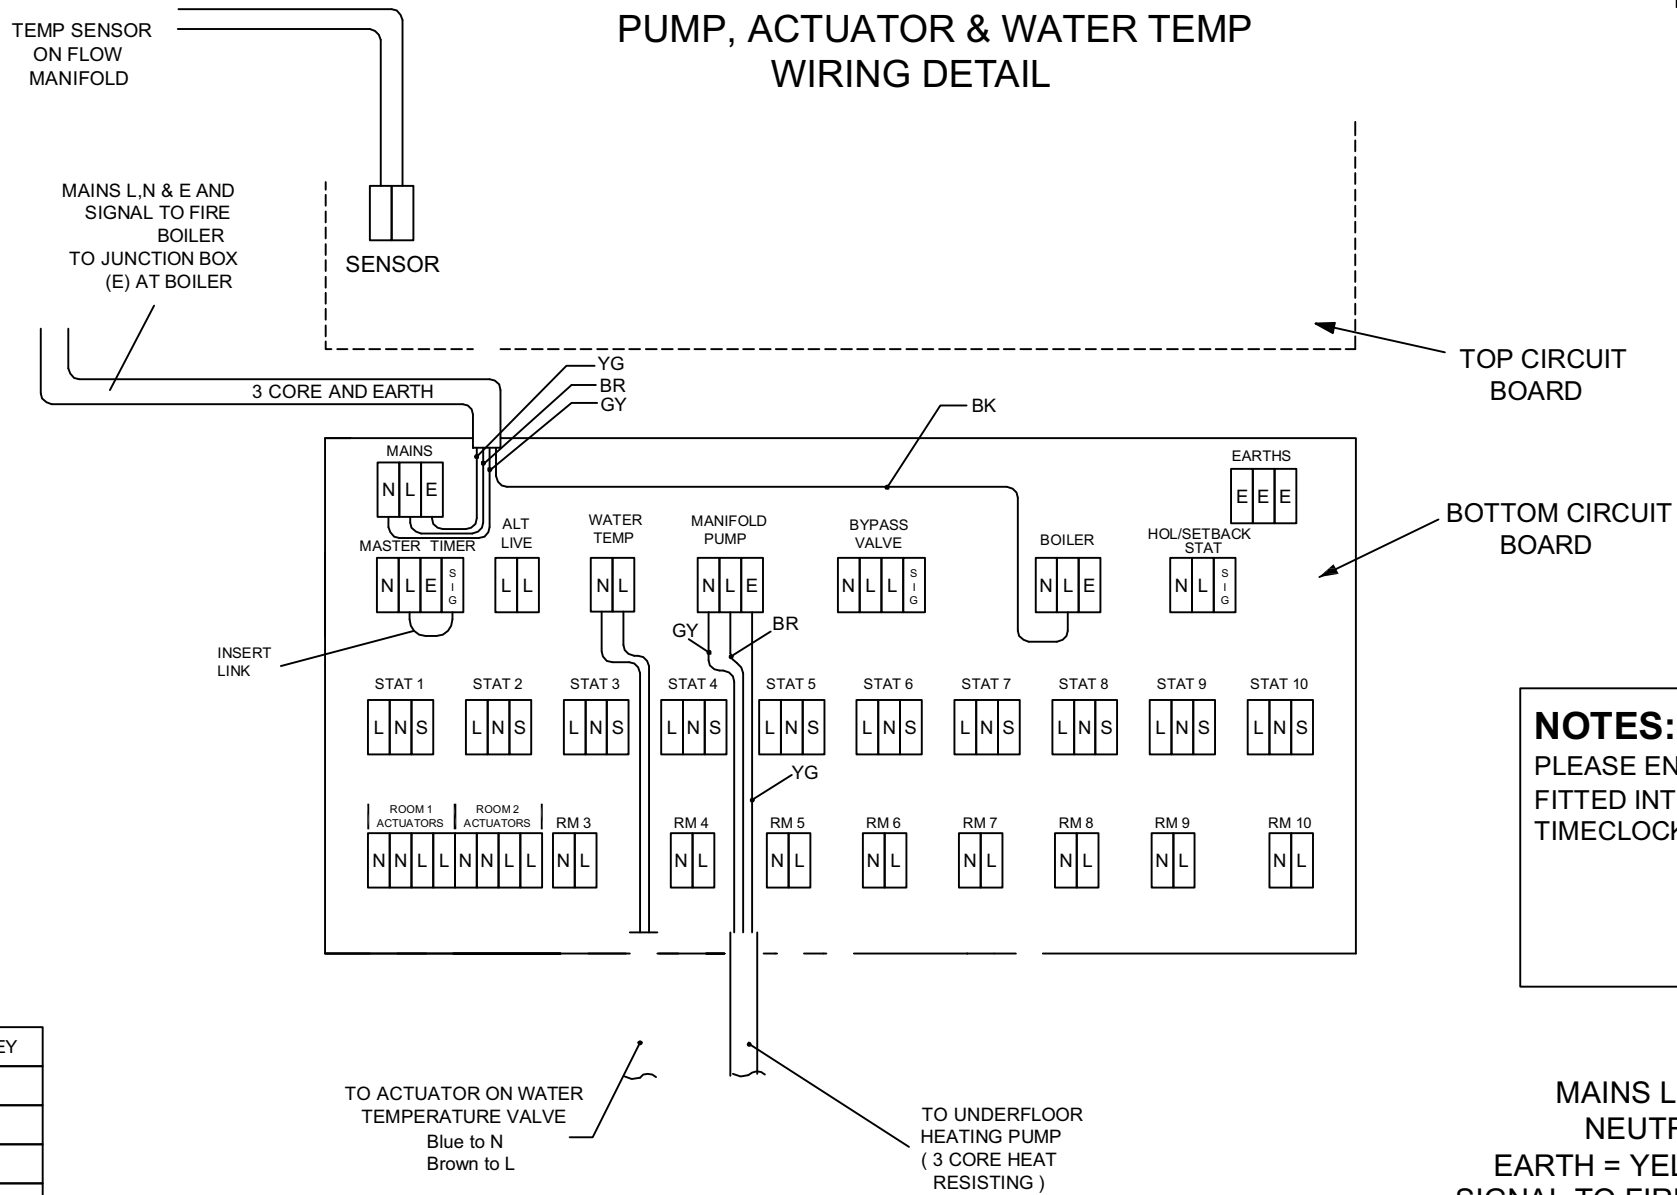 PUMP, ACTUATOR & WATER TEMP
WIRING DETAIL
TEMP SENSOR
ON FLOW
MANIFOLD
MAINS L,N & E AND
SIGNAL TO FIRE
BOILER
TO JUNCTION BOX
(E) AT BOILER
SENSOR
TOP CIRCUIT
BOARD
3 CORE AND EARTH
YG
BR
GY
BK
MAINS
N L E
EARTHS
E E E
BOTTOM CIRCUIT
BOARD
MASTER TIMER
N L E SIG
ALT
LIVE
L L
WATER
TEMP
N L
MANIFOLD
PUMP
N L E
BYPASS
VALVE
N L L SIG
BOILER
N L E
HOL/SETBACK
STAT
N L SIG
GY
BR
INSERT
LINK
STAT 1 STAT 2 STAT 3 STAT 4 STAT 5 STAT 6 STAT 7 STAT 8 STAT 9 STAT 10
L N S L N S L N S L N S L N S L N S L N S L N S L N S L N S
YG
ROOM 1
ACTUATORS
ROOM 2
ACTUATORS
RM 3 RM 4 RM 5 RM 6 RM 7 RM 8 RM 9 RM 10
N N L L N N L L N L N L N L N L N L N L N L N L
NOTES:
PLEASE EN
FITTED INT
TIMECLOCK
EY
TO ACTUATOR ON WATER
TEMPERATURE VALVE
Blue to N
Brown to L
TO UNDERFLOOR
HEATING PUMP
( 3 CORE HEAT
RESISTING )
MAINS L
NEUTR
EARTH = YEL
SIGNAL TO FIR